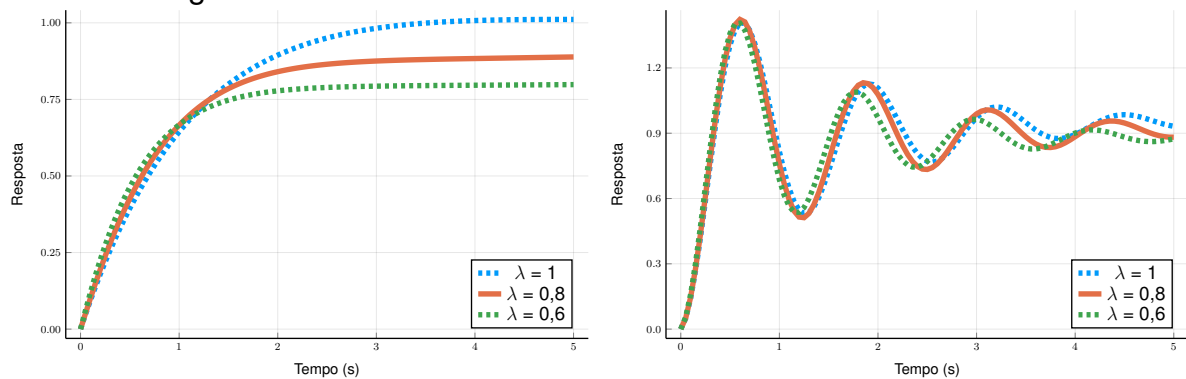 1.00
0.75
0.50
0.25
0.00
Resposta
0
1
2
3
4
5
Tempo (s)
λ = 1
λ = 0,8
λ = 0,6
1.2
0.9
0.6
0.3
0.0
Resposta
0
1
2
3
4
5
Tempo (s)
λ = 1
λ = 0,8
λ = 0,6